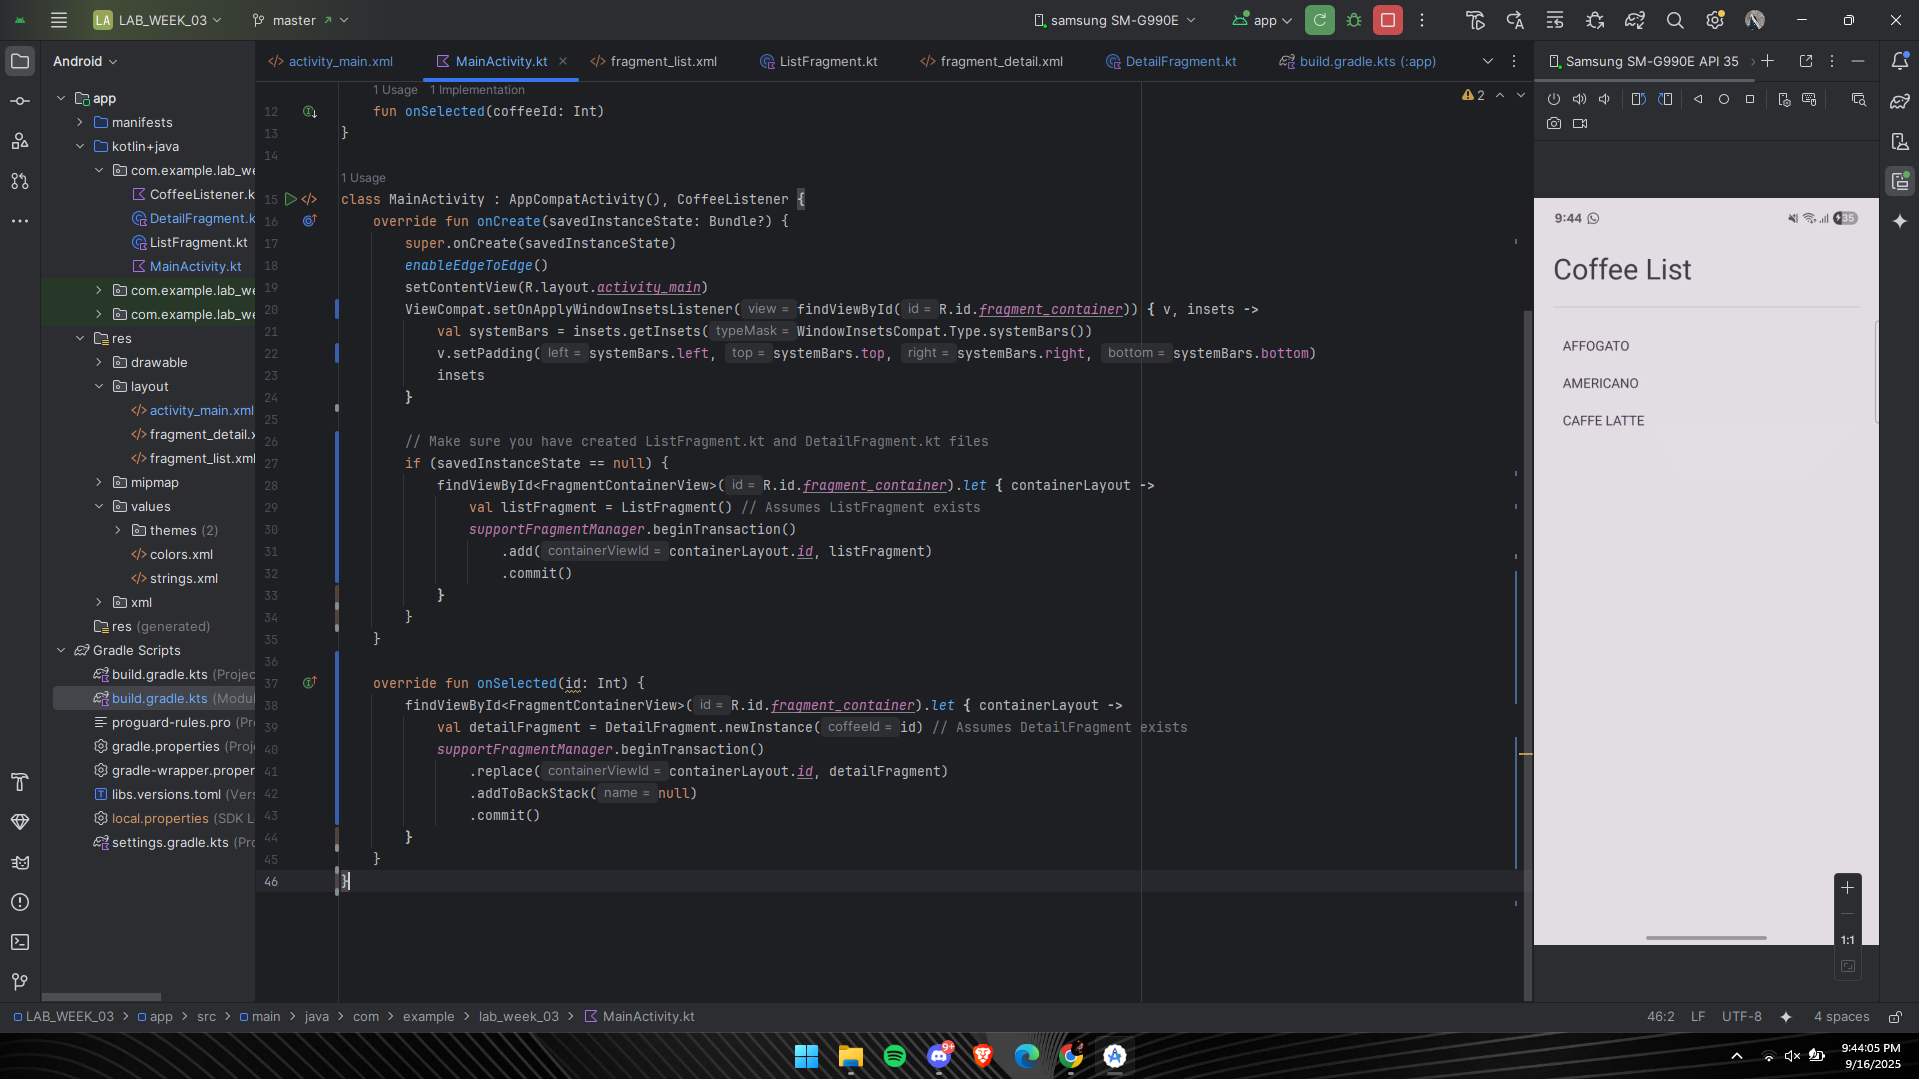 LA LAB_WEEK_03 master samsung SM-G990E app
Android
activity_main.xml MainActivity.kt fragment_list.xml ListFragment.kt fragment_detail.xml DetailFragment.kt build.gradle.kts (:app)
Samsung SM-G990E API 35
app
manifests
kotlin+java
com.example.lab_we
CoffeeListener.k
DetailFragment.k
ListFragment.kt
MainActivity.kt
com.example.lab_we
com.example.lab_we
res
drawable
layout
activity_main.xml
fragment_detail.x
fragment_list.xml
mipmap
values
themes (2)
colors.xml
strings.xml
xml
res (generated)
Gradle Scripts
build.gradle.kts (Projec
build.gradle.kts (Modul
proguard-rules.pro (Pr
gradle.properties (Proj
gradle-wrapper.proper
libs.versions.toml (Vers
local.properties (SDK L
settings.gradle.kts (Pro
1 Usage 1 Implementation
2
12 fun onSelected(coffeeId: Int)
13 }
14
1 Usage
15 class MainActivity : AppCompatActivity(), CoffeeListener {
16 override fun onCreate(savedInstanceState: Bundle?) {
17 super.onCreate(savedInstanceState)
18 enableEdgeToEdge()
19 setContentView(R.layout.activity_main)
20 ViewCompat.setOnApplyWindowInsetsListener( view = findViewById( id = R.id.fragment_container)) { v, insets ->
21 val systemBars = insets.getInsets( typeMask = WindowInsetsCompat.Type.systemBars())
22 v.setPadding( left = systemBars.left, top = systemBars.top, right = systemBars.right, bottom = systemBars.bottom)
23 insets
24 }
25
26 // Make sure you have created ListFragment.kt and DetailFragment.kt files
27 if (savedInstanceState == null) {
28 findViewById<FragmentContainerView>( id = R.id.fragment_container).let { containerLayout ->
29 val listFragment = ListFragment() // Assumes ListFragment exists
30 supportFragmentManager.beginTransaction()
31 .add( containerViewId = containerLayout.id, listFragment)
32 .commit()
33 }
34 }
35 }
36
37 override fun onSelected(id: Int) {
38 findViewById<FragmentContainerView>( id = R.id.fragment_container).let { containerLayout ->
39 val detailFragment = DetailFragment.newInstance( coffeeId = id) // Assumes DetailFragment exists
40 supportFragmentManager.beginTransaction()
41 .replace( containerViewId = containerLayout.id, detailFragment)
42 .addToBackStack( name = null)
43 .commit()
44 }
45 }
46 }
9:44 35
Coffee List
AFFOGATO
AMERICANO
CAFFE LATTE
1:1
LAB_WEEK_03 > app > src > main > java > com > example > lab_week_03 > MainActivity.kt
46:2 LF UTF-8 4 spaces
9+
9:44:05 PM
9/16/2025